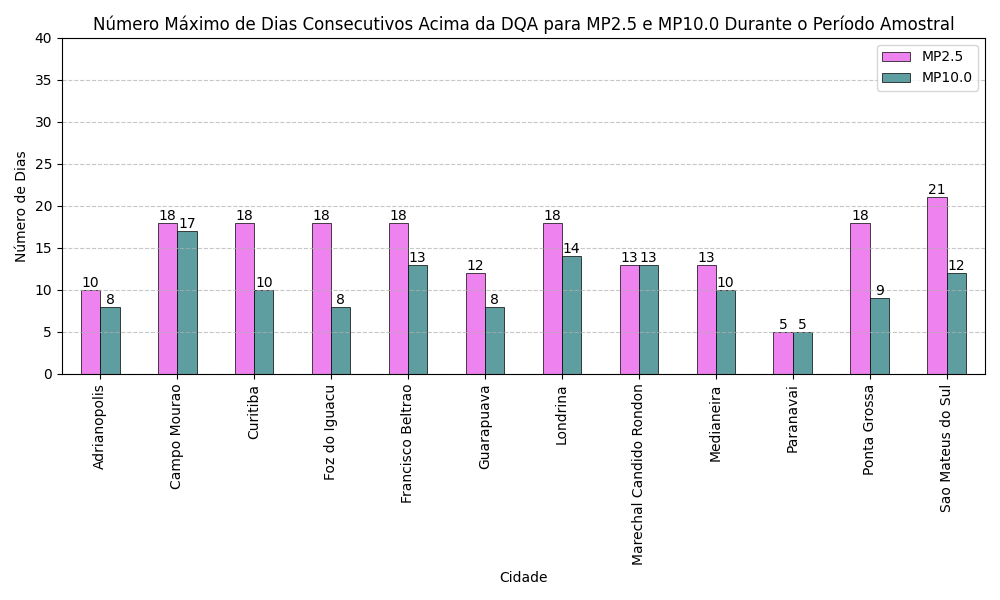 Número Máximo de Dias Consecutivos Acima da DQA para MP2.5 e MP10.0 Durante o Período Amostral
MP2.5
MP10.0
Número de Dias
40
35
30
25
20
15
10
5
0
10 8
18 17
18 10
18 8
18 13
12 8
18 14
13 13
13 10
5 5
18 9
21 12
Adrianopolis
Campo Mourao
Curitiba
Foz do Iguacu
Francisco Beltrao
Guarapuava
Londrina
Marechal Candido Rondon
Medianeira
Paranavai
Ponta Grossa
Sao Mateus do Sul
Cidade